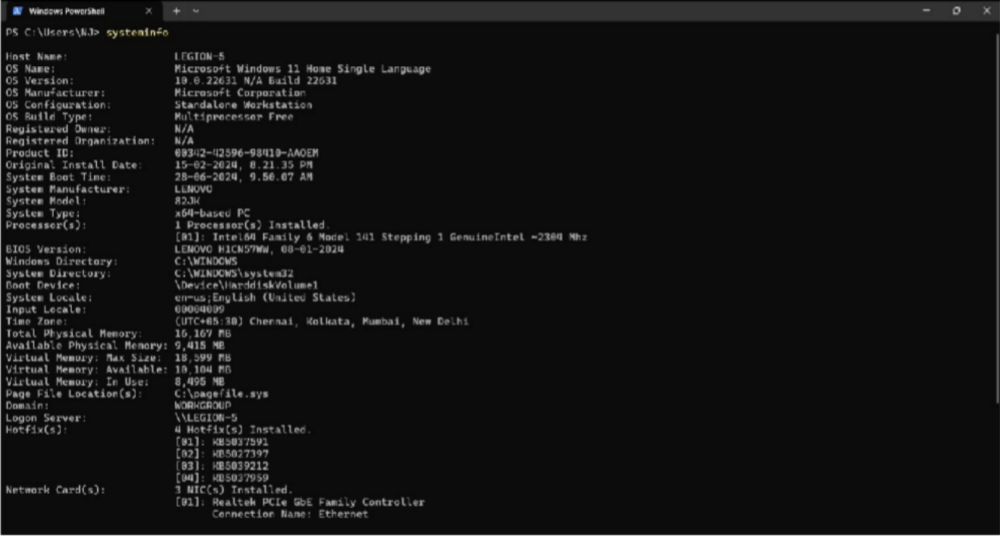 Windows PowerShell
PS C:\Users\NJ> systeminfo
Host Name: LEGION-5
OS Name: Microsoft Windows 11 Home Single Language
OS Version: 10.0.22631 N/A Build 22631
OS Manufacturer: Microsoft Corporation
OS Configuration: Standalone Workstation
OS Build Type: Multiprocessor Free
Registered Owner: N/A
Registered Organization: N/A
Product ID: 00342-42596-98410-AAOEM
Original Install Date: 15-02-2024, 8.21.35 PM
System Boot Time: 28-06-2024, 9.50.07 AM
System Manufacturer: LENOVO
System Model: 82JK
System Type: x64-based PC
Processor(s): 1 Processor(s) Installed.
[01]: Intel64 Family 6 Model 141 Stepping 1 GenuineIntel ~2304 Mhz
BIOS Version: LENOVO H1CN57WW, 08-01-2024
Windows Directory: C:\WINDOWS
System Directory: C:\WINDOWS\system32
Boot Device: \Device\HarddiskVolume1
System Locale: en-us;English (United States)
Input Locale: 00004009
Time Zone: (UTC+05:30) Chennai, Kolkata, Mumbai, New Delhi
Total Physical Memory: 16,167 MB
Available Physical Memory: 9,415 MB
Virtual Memory: Max Size: 18,599 MB
Virtual Memory: Available: 10,104 MB
Virtual Memory: In Use: 8,495 MB
Page File Location(s): C:\pagefile.sys
Domain: WORKGROUP
Logon Server: \\LEGION-5
Hotfix(s): 4 Hotfix(s) Installed.
[01]: KB5037591
[02]: KB5027397
[03]: KB5039212
[04]: KB5037959
Network Card(s): 3 NIC(s) Installed.
[01]: Realtek PCIe GbE Family Controller
Connection Name: Ethernet